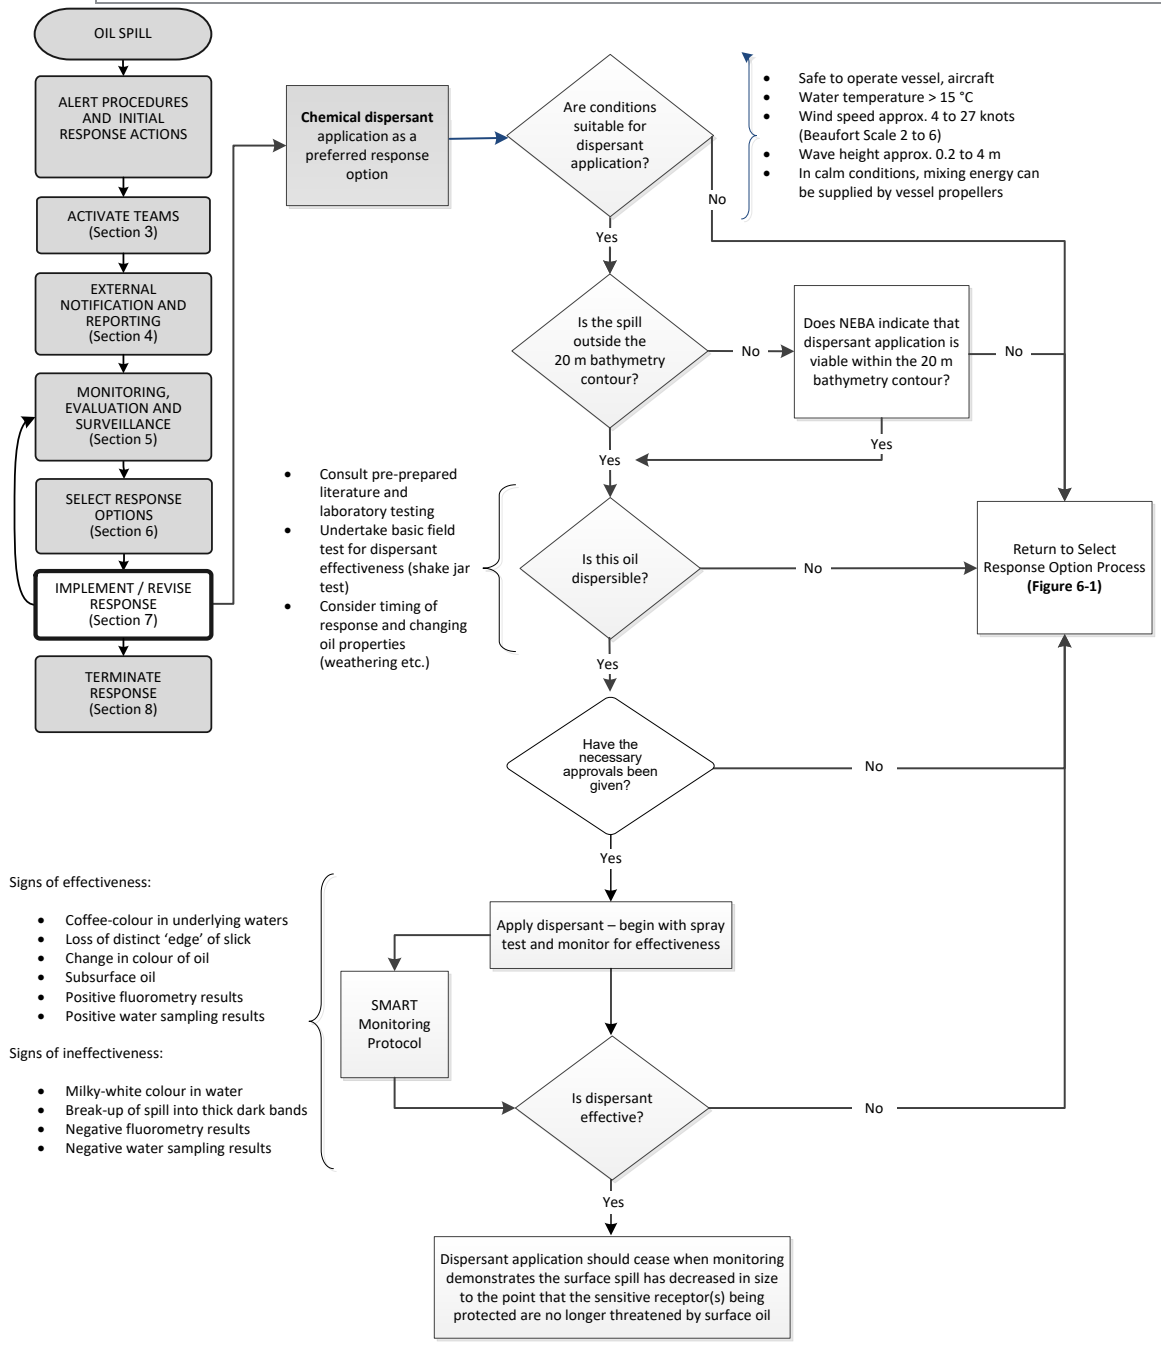 OIL SPILL
ALERT PROCEDURES
AND INITIAL
RESPONSE ACTIONS
ACTIVATE TEAMS
(Section 3)
EXTERNAL
NOTIFICATION AND
REPORTING
(Section 4)
MONITORING,
EVALUATION AND
SURVEILLANCE
(Section 5)
SELECT RESPONSE
OPTIONS
(Section 6)
IMPLEMENT / REVISE
RESPONSE
(Section 7)
TERMINATE
RESPONSE
(Section 8)
Chemical dispersant
application as a
preferred response
option
Are conditions
suitable for
dispersant
application?
• Safe to operate vessel, aircraft
• Water temperature > 15 °C
• Wind speed approx. 4 to 27 knots
(Beaufort Scale 2 to 6)
• Wave height approx. 0.2 to 4 m
• In calm conditions, mixing energy can
be supplied by vessel propellers
No
Yes
Is the spill
outside the
20 m bathymetry
contour?
No
Does NEBA indicate that
dispersant application is
viable within the 20 m
bathymetry contour?
No
Yes
Yes
• Consult pre-prepared
literature and
laboratory testing
• Undertake basic field
test for dispersant
effectiveness (shake jar
test)
• Consider timing of
response and changing
oil properties
(weathering etc.)
Is this oil
dispersible?
No
Return to Select
Response Option Process
(Figure 6-1)
Yes
Have the
necessary
approvals been
given?
No
Yes
Apply dispersant – begin with spray
test and monitor for effectiveness
SMART
Monitoring
Protocol
Signs of effectiveness:
• Coffee-colour in underlying waters
• Loss of distinct ‘edge’ of slick
• Change in colour of oil
• Subsurface oil
• Positive fluorometry results
• Positive water sampling results
Signs of ineffectiveness:
• Milky-white colour in water
• Break-up of spill into thick dark bands
• Negative fluorometry results
• Negative water sampling results
Is dispersant
effective?
No
Yes
Dispersant application should cease when monitoring
demonstrates the surface spill has decreased in size
to the point that the sensitive receptor(s) being
protected are no longer threatened by surface oil